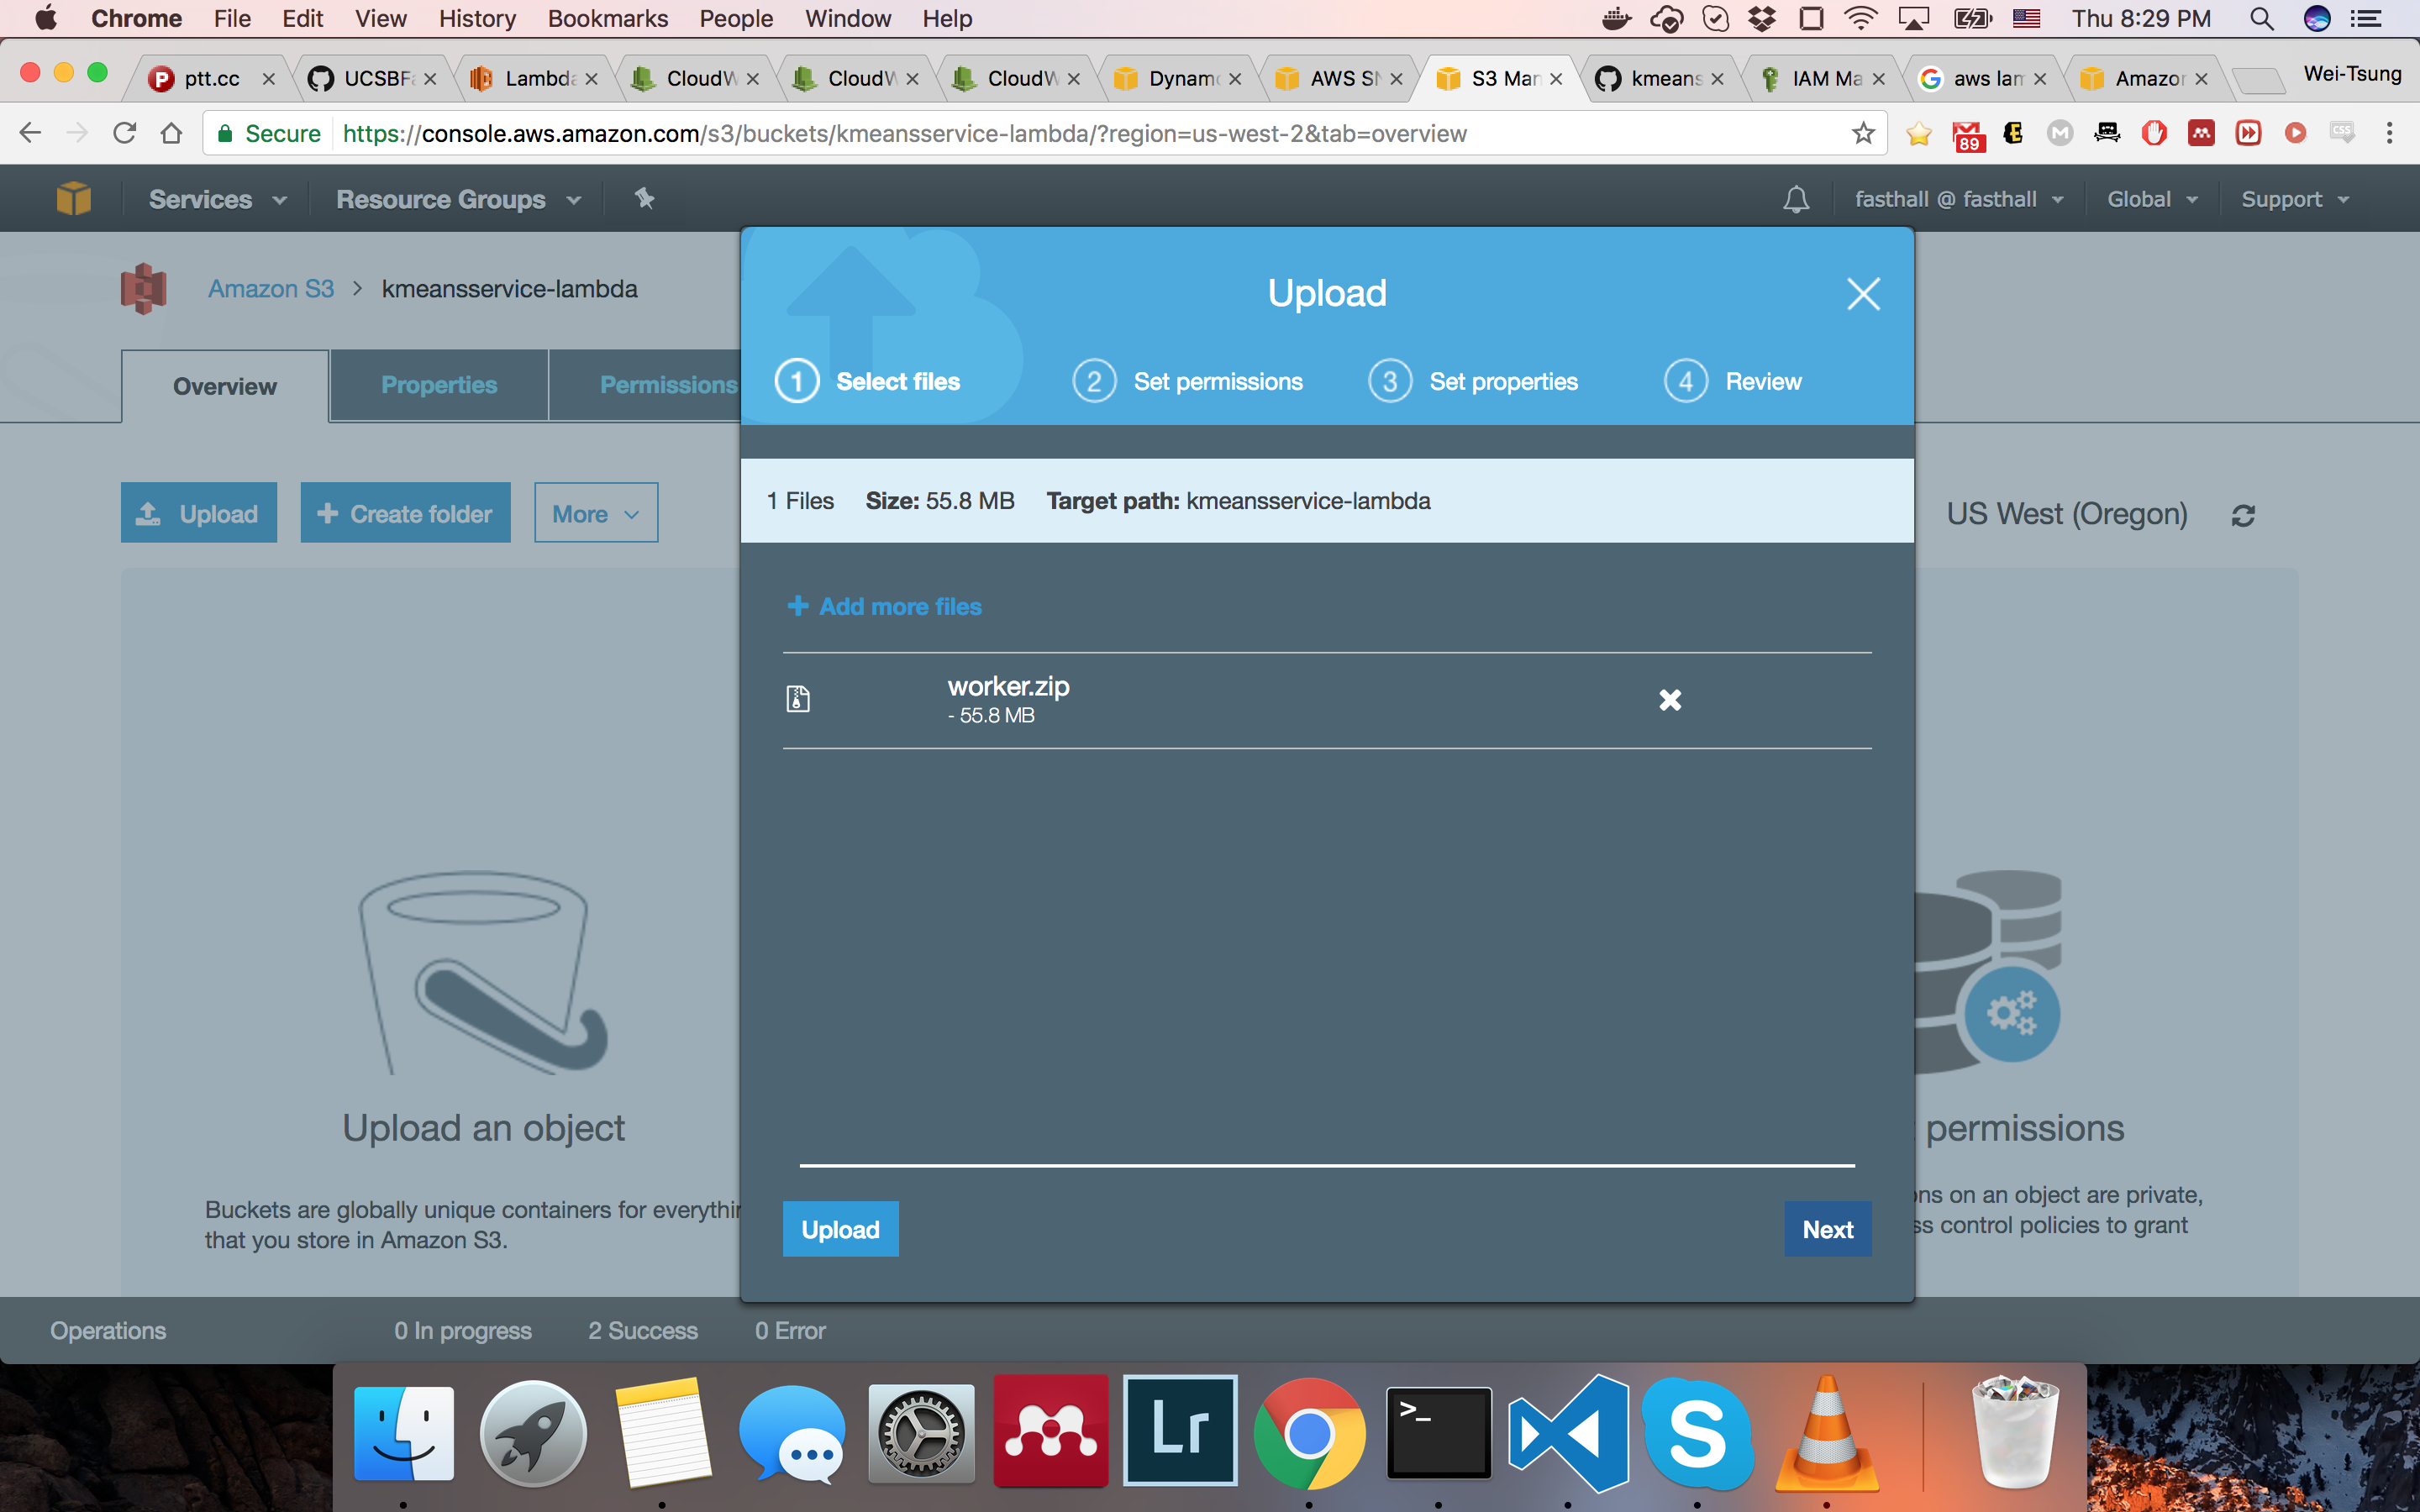 Chrome File Edit View History Bookmarks People Window Help Thu 8:29 PM
ptt.cc UCSBFa Lambda CloudW CloudW CloudW Dynamo AWS SN S3 Man kmeans IAM Ma aws lam Amazon Wei-Tsung
Secure https://console.aws.amazon.com/s3/buckets/kmeansservice-lambda/?region=us-west-2&tab=overview 89
Services Resource Groups fasthall @ fasthall Global Support
Amazon S3 > kmeansservice-lambda
Upload
Overview Properties Permissions
1 Select files 2 Set permissions 3 Set properties 4 Review
1 Files Size: 55.8 MB Target path: kmeansservice-lambda
Upload Create folder More US West (Oregon)
Add more files
worker.zip
- 55.8 MB
Upload an object
permissions
Buckets are globally unique containers for everythin
that you store in Amazon S3.
ns on an object are private,
ss control policies to grant
Upload Next
Operations 0 In progress 2 Success 0 Error
Lr >_ S